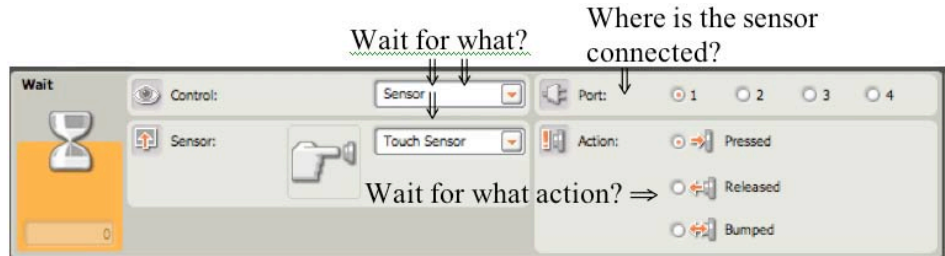 Where is the sensor
connected?
Wait for what?
Wait
Control:
Sensor
Port:
1
2
3
4
Sensor:
Touch Sensor
Action:
Pressed
Wait for what action?
Released
Bumped
0